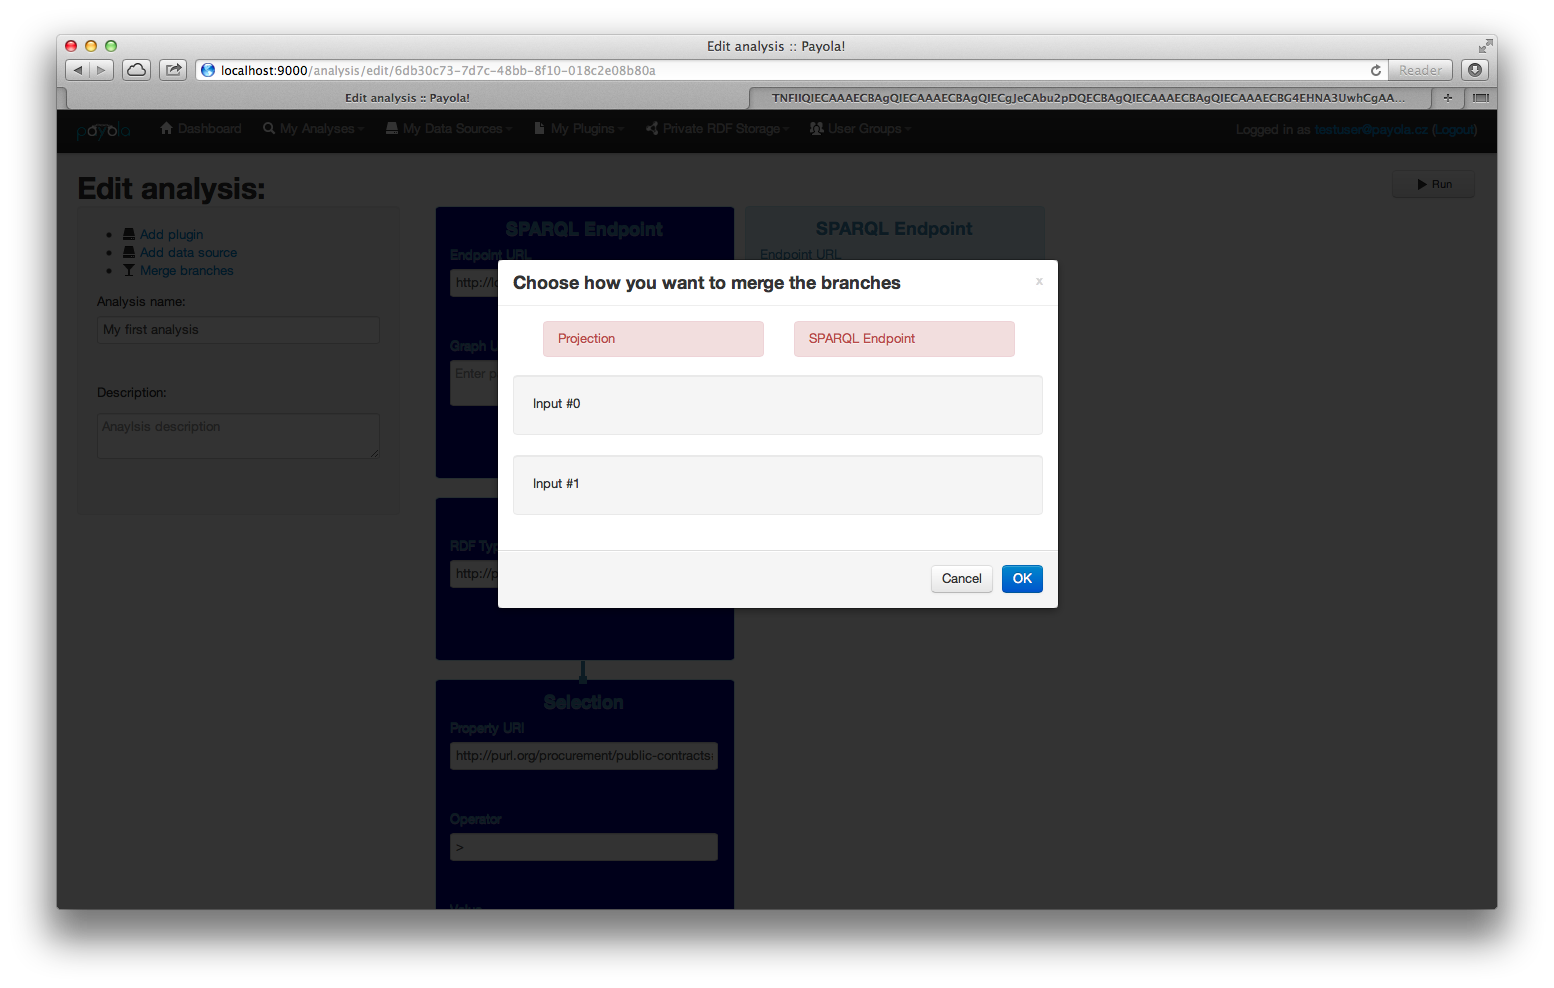 Edit analysis :: Payola!
localhost:9000/analysis/edit/6db30c73-7d7c-48bb-8f10-018c2e08b80a
Reader
Edit analysis :: Payola!
TNFIIQIECAAAECBAgQIECAAAECBAgQIECgJeCAbu2pDQECBAgQIECAAAECBAgQIECAAAECBG4EHNA3UwhCgAA...
payola
Dashboard
My Analyses
My Data Sources
My Plugins
Private RDF Storage
User Groups
Logged in as testuser@payola.cz (Logout)
Edit analysis:
Run
Add plugin
Add data source
Merge branches
Analysis name:
My first analysis
Description:
Anaylsis description
SPARQL Endpoint
Endpoint URL
http://lo
Graph U
Enter p
SPARQL Endpoint
Endpoint URL
Choose how you want to merge the branches
x
Projection
SPARQL Endpoint
Input #0
Input #1
Cancel
OK
RDF Typ
http://p
Selection
Property URI
http://purl.org/procurement/public-contracts
Operator
>
Value